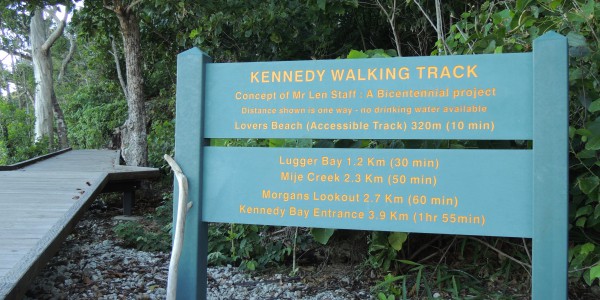 KENNEDY WALKING TRACK
Concept of Mr Len Staff : A Bicentennial project
Distance shown is one way - no drinking water available
Lovers Beach (Accessible Track) 320m (10 min)
Lugger Bay 1.2 Km (30 min)
Mije Creek 2.3 Km (50 min)
Morgans Lookout 2.7 Km (60 min)
Kennedy Bay Entrance 3.9 Km (1hr 55min)